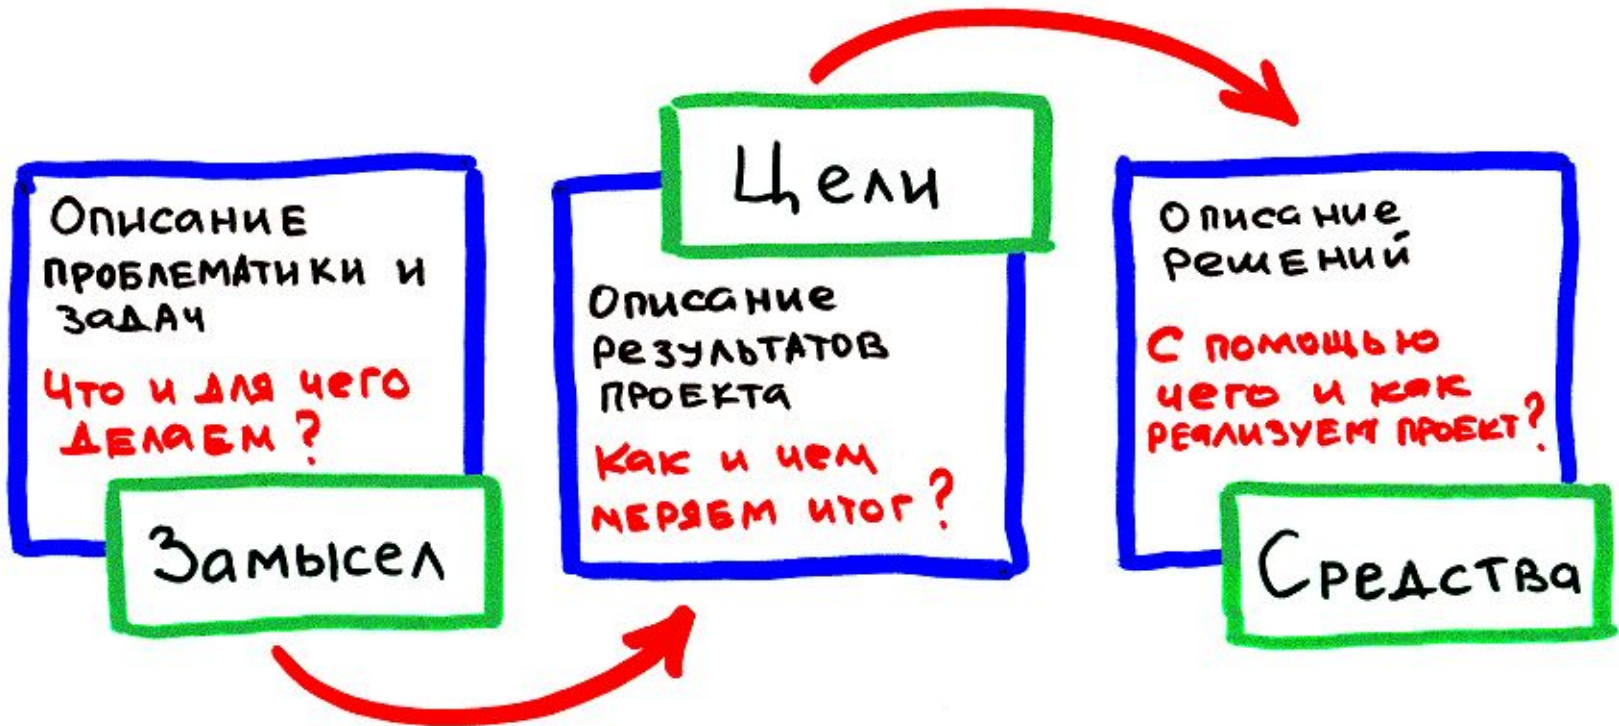 Описание
проблематики и
задач
Что и для чего
делаем?
Замысел
Цели
Описание
результатов
проекта
Как и чем
меряем итог?
Описание
решений
С помощью
чего и как
реализуем проект?
Средства